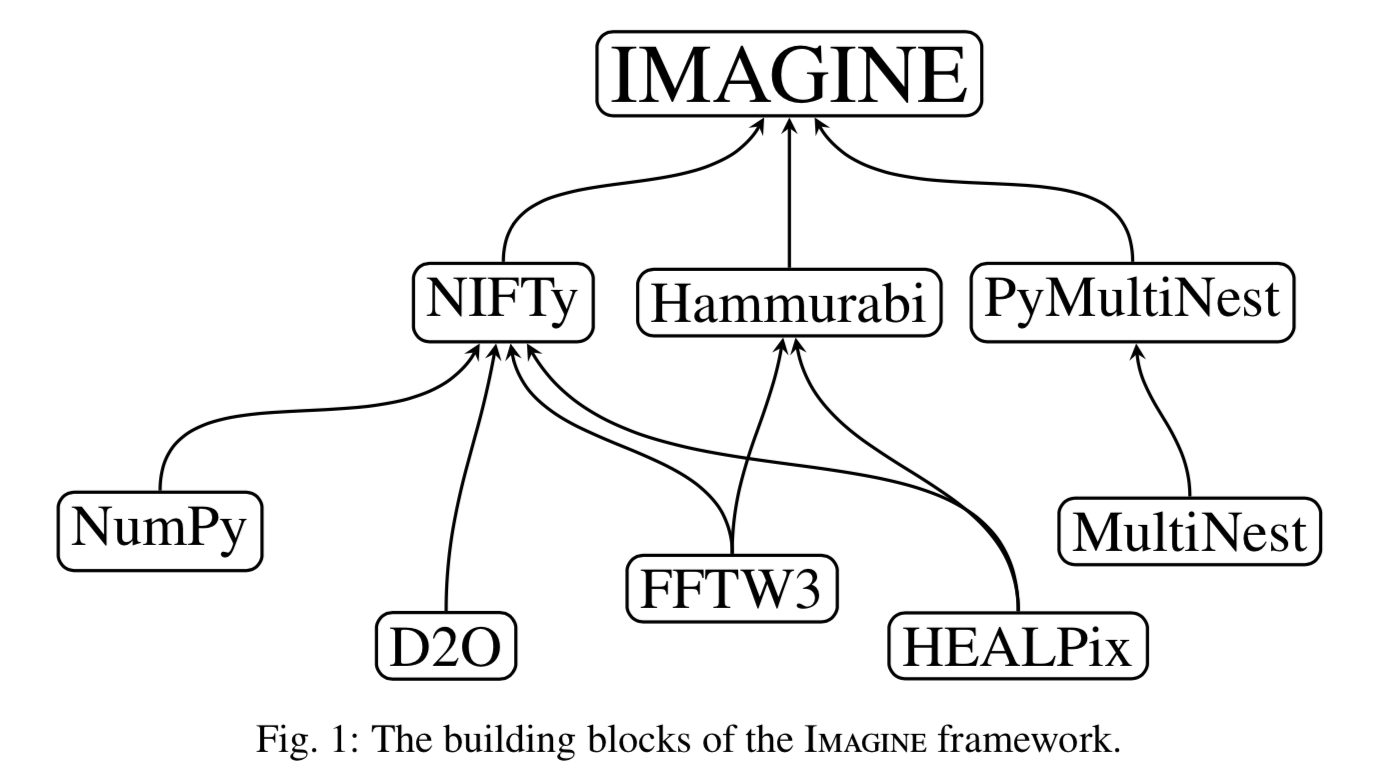 IMAGINE
NIFTy
Hammurabi
PyMultiNest
NumPy
MultiNest
FFTW3
D2O
HEALPix
Fig. 1: The building blocks of the IMAGINE framework.